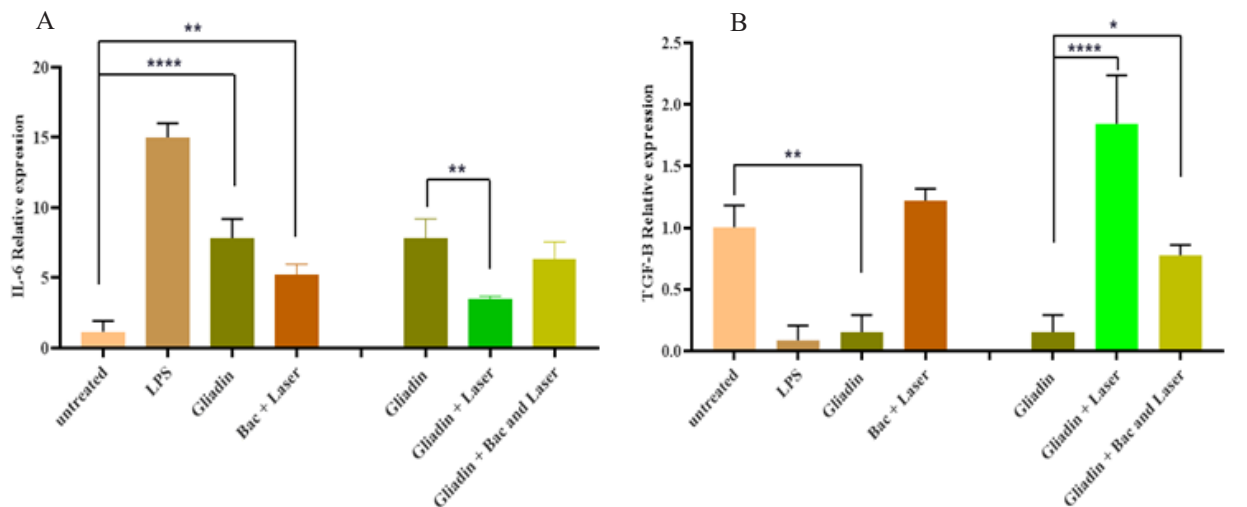 A
IL-6 Relative expression
20
15
10
5
0
**
****
**
untreated
LPS
Gliadin
Bac + Laser
Gliadin
Gliadin + Laser
Gliadin + Bac and Laser
B
TGF-B Relative expression
2.5
2.0
1.5
1.0
0.5
0.0
*
****
**
untreated
LPS
Gliadin
Bac + Laser
Gliadin
Gliadin + Laser
Gliadin + Bac and Laser